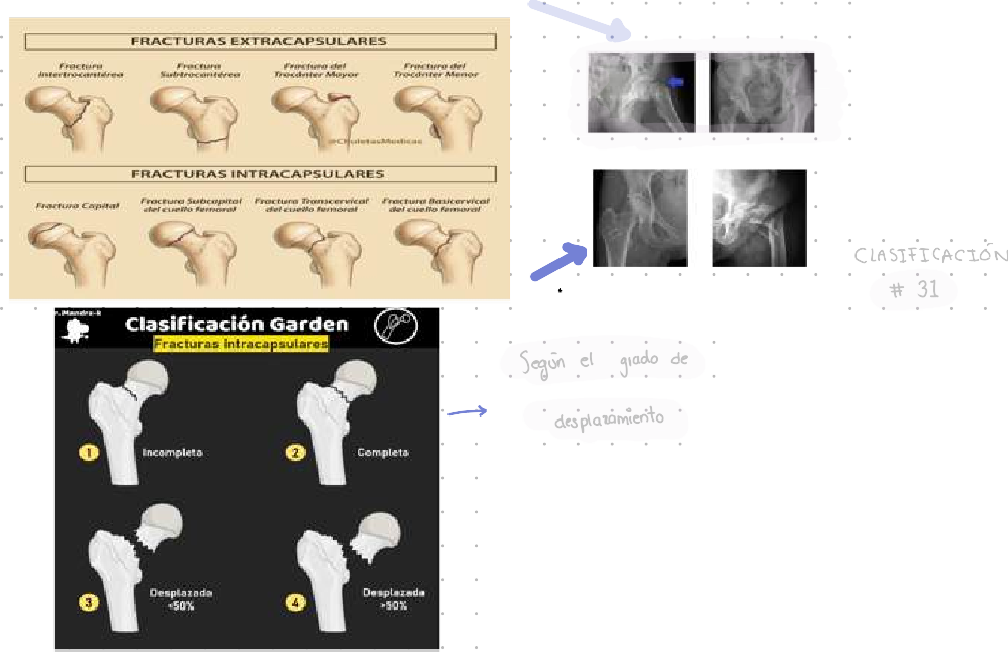 FRACTURAS EXTRACAPSULARES
Fractura Intertrocantérea
Fractura Subtrocantérea
Fractura del Trocánter Mayor
Fractura del Trocánter Menor
@ChuletasMedicas
FRACTURAS INTRACAPSULARES
Fractura Capital
Fractura Subcapital del cuello femoral
Fractura Transcervical del cuello femoral
Fractura Basicervical del cuello femoral
CLASIFICACIÓN
# 31
r. Mandra-k
Clasificación Garden
Fracturas intracapsulares
1 Incompleta
2 Completa
3 Desplazada <50%
4 Desplazada >50%
Según el grado de
desplazamiento